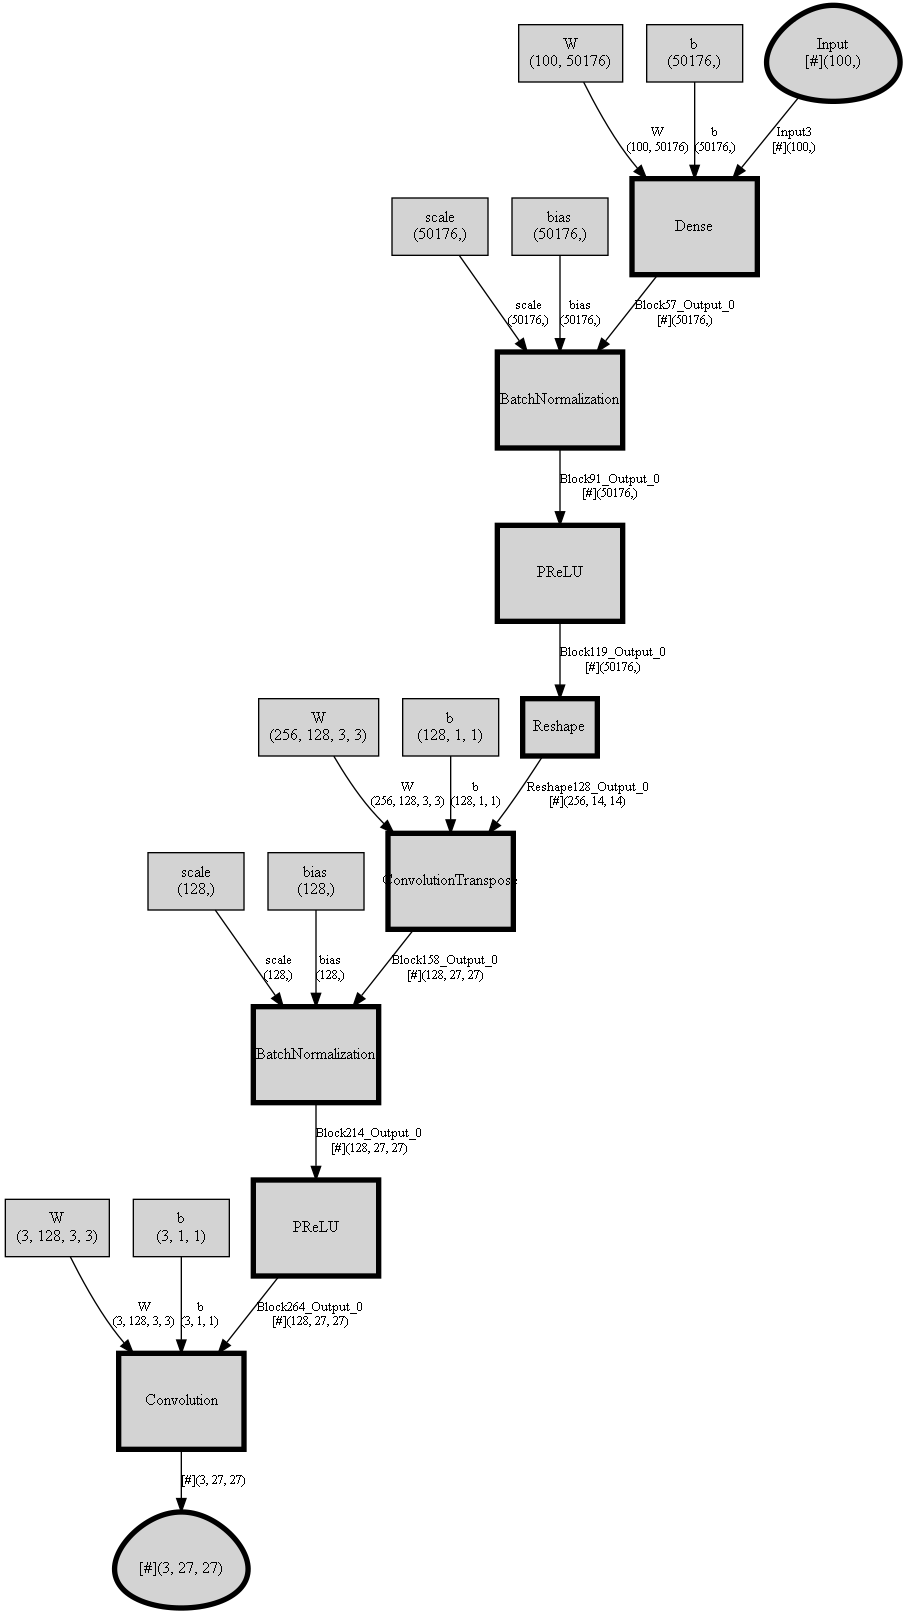 W
(100, 50176)
b
(50176,)
Input
[#](100,)
W
(100, 50176)
b
(50176,)
Input3
[#](100,)
Dense
scale
(50176,)
bias
(50176,)
scale
(50176,)
bias
(50176,)
Block57_Output_0
[#](50176,)
BatchNormalization
Block91_Output_0
[#](50176,)
PReLU
Block119_Output_0
[#](50176,)
Reshape
W
(256, 128, 3, 3)
b
(128, 1, 1)
W
(256, 128, 3, 3)
b
(128, 1, 1)
Reshape128_Output_0
[#](256, 14, 14)
ConvolutionTranspose
scale
(128,)
bias
(128,)
scale
(128,)
bias
(128,)
Block158_Output_0
[#](128, 27, 27)
BatchNormalization
Block214_Output_0
[#](128, 27, 27)
PReLU
W
(3, 128, 3, 3)
b
(3, 1, 1)
W
(3, 128, 3, 3)
b
(3, 1, 1)
Block264_Output_0
[#](128, 27, 27)
Convolution
[#](3, 27, 27)
[#](3, 27, 27)